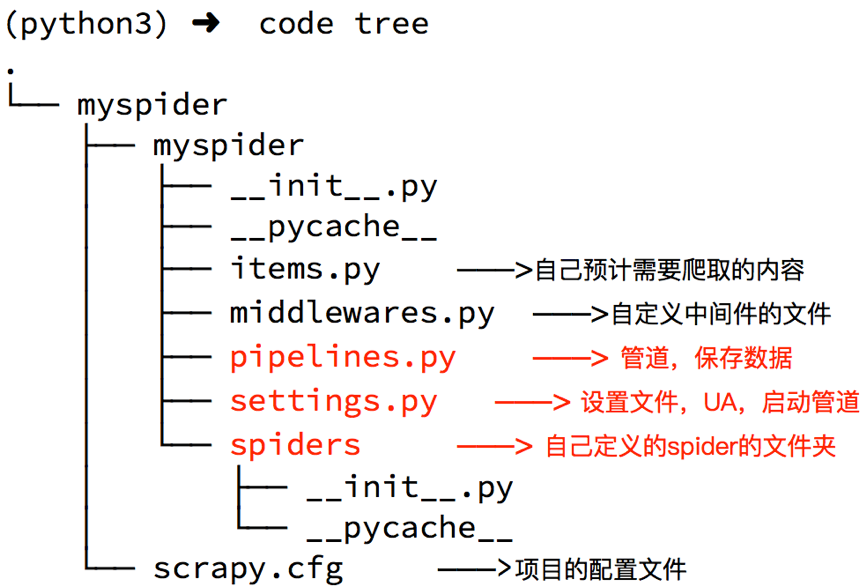 (python3) ➜ code tree
.
└── myspider
├── myspider
├── __init__.py
├── __pycache__
├── items.py ———>自己预计需要爬取的内容
├── middlewares.py ———>自定义中间件的文件
├── pipelines.py ———> 管道，保存数据
├── settings.py ———> 设置文件，UA，启动管道
└── spiders ———> 自己定义的spider的文件夹
├── __init__.py
└── __pycache__
└── scrapy.cfg ———>项目的配置文件